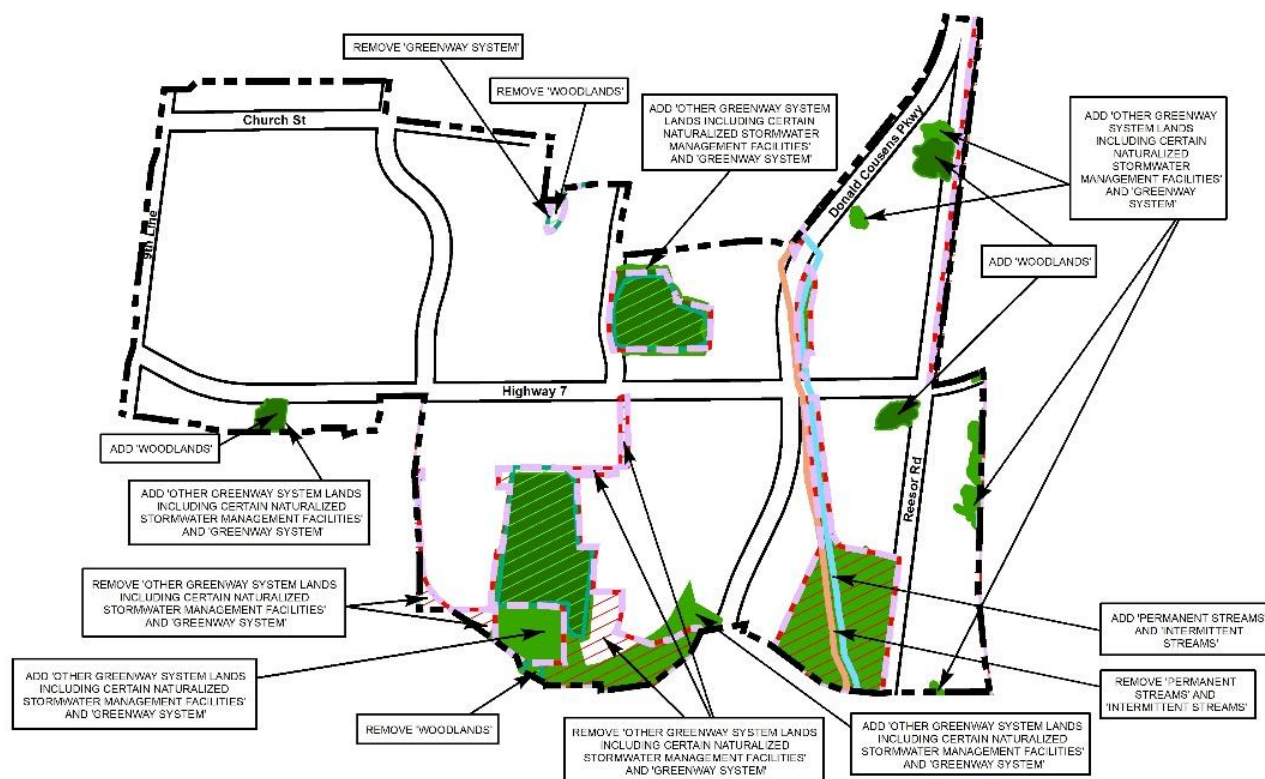 REMOVE 'GREENWAY SYSTEM'
REMOVE 'WOODLANDS'
ADD 'OTHER GREENWAY SYSTEM
LANDS INCLUDING CERTAIN
NATURALIZED STORMWATER
MANAGEMENT FACILITIES'
AND 'GREENWAY SYSTEM'
ADD 'OTHER GREENWAY
SYSTEM LANDS
INCLUDING CERTAIN
NATURALIZED
STORMWATER
MANAGEMENT FACILITIES'
AND 'GREENWAY
SYSTEM'
Church St
9th Line
Donald Cousens Pkwy
ADD 'WOODLANDS'
Highway 7
Reesor Rd
ADD 'WOODLANDS'
ADD 'OTHER GREENWAY SYSTEM LANDS
INCLUDING CERTAIN NATURALIZED
STORMWATER MANAGEMENT FACILITIES'
AND 'GREENWAY SYSTEM'
REMOVE 'OTHER GREENWAY SYSTEM LANDS
INCLUDING CERTAIN NATURALIZED
STORMWATER MANAGEMENT FACILITIES'
AND 'GREENWAY SYSTEM'
ADD 'OTHER GREENWAY SYSTEM LANDS
INCLUDING CERTAIN NATURALIZED
STORMWATER MANAGEMENT FACILITIES'
AND 'GREENWAY SYSTEM'
REMOVE 'WOODLANDS'
REMOVE 'OTHER GREENWAY SYSTEM LANDS
INCLUDING CERTAIN NATURALIZED
STORMWATER MANAGEMENT FACILITIES'
AND 'GREENWAY SYSTEM'
ADD 'OTHER GREENWAY SYSTEM LANDS
INCLUDING CERTAIN NATURALIZED
STORMWATER MANAGEMENT FACILITIES'
AND 'GREENWAY SYSTEM'
ADD 'PERMANENT STREAMS'
AND 'INTERMITTENT
STREAMS'
REMOVE 'PERMANENT
STREAMS' AND
'INTERMITTENT STREAMS'